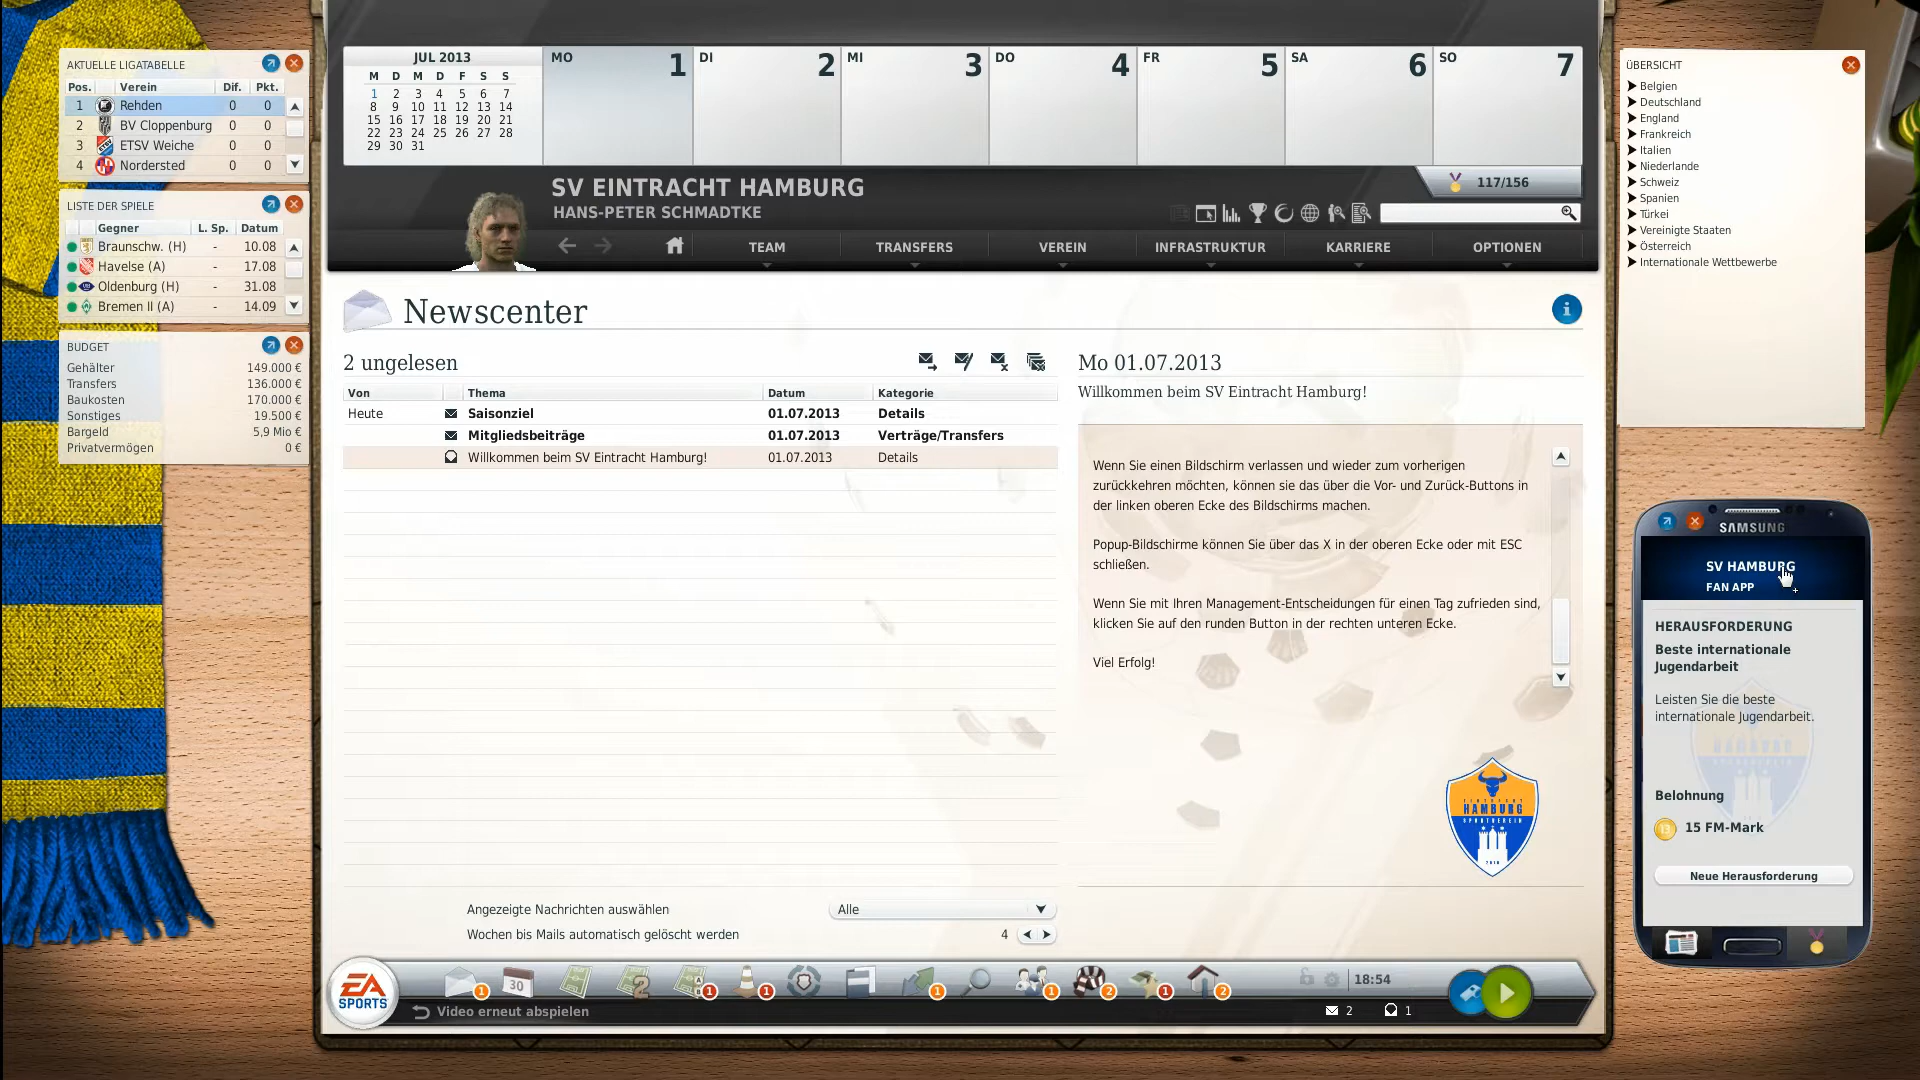 AKTUELLE LIGATABELLE
Pos. Verein Dif. Pkt.
1 Rehden 0 0
2 BV Cloppenburg 0 0
3 ETSV Weiche 0 0
4 Nordersted 0 0
LISTE DER SPIELE
Gegner L. Sp. Datum
Braunschw. (H) - 10.08
Havelse (A) - 17.08
Oldenburg (H) - 31.08
Bremen II (A) - 14.09
BUDGET
Gehälter 149.000 €
Transfers 136.000 €
Baukosten 170.000 €
Sonstiges 19.500 €
Bargeld 5,9 Mio €
Privatvermögen 0 €
JUL 2013
M D M D F S S
1 2 3 4 5 6 7
8 9 10 11 12 13 14
15 16 17 18 19 20 21
22 23 24 25 26 27 28
29 30 31
MO 1 DI 2 MI 3 DO 4 FR 5 SA 6 SO 7
SV EINTRACHT HAMBURG
HANS-PETER SCHMADTKE
117/156
TEAM TRANSFERS VEREIN INFRASTRUKTUR KARRIERE OPTIONEN
Newscenter
2 ungelesen
Von Thema Datum Kategorie
Heute Saisonziel 01.07.2013 Details
Mitgliedsbeiträge 01.07.2013 Verträge/Transfers
Willkommen beim SV Eintracht Hamburg! 01.07.2013 Details
Mo 01.07.2013
Willkommen beim SV Eintracht Hamburg!
Wenn Sie einen Bildschirm verlassen und wieder zum vorherigen
zurückkehren möchten, können sie das über die Vor- und Zurück-Buttons in
der linken oberen Ecke des Bildschirms machen.
Popup-Bildschirme können Sie über das X in der oberen Ecke oder mit ESC
schließen.
Wenn Sie mit Ihren Management-Entscheidungen für einen Tag zufrieden sind,
klicken Sie auf den runden Button in der rechten unteren Ecke.
Viel Erfolg!
EINTRACHT
HAMBURG
SPORTVEREIN
Angezeigte Nachrichten auswählen Alle
Wochen bis Mails automatisch gelöscht werden 4
EA
SPORTS
1 30 2 1 1 1 1 2 1 2
18:54
Video erneut abspielen
2 1
ÜBERSICHT
Belgien
Deutschland
England
Frankreich
Italien
Niederlande
Schweiz
Spanien
Türkei
Vereinigte Staaten
Österreich
Internationale Wettbewerbe
SAMSUNG
SV HAMBURG
FAN APP
HERAUSFORDERUNG
Beste internationale
Jugendarbeit
Leisten Sie die beste
internationale Jugendarbeit.
Belohnung
13 15 FM-Mark
Neue Herausforderung